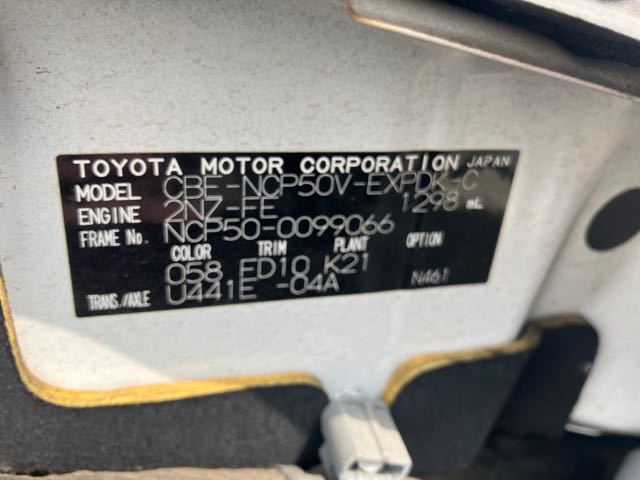 TOYOTA MOTOR CORPORATION JAPAN
MODEL CBE-NCP50V-EXPDK-C
ENGINE 2NZ-FE 1298 mL
FRAME No. NCP50-0099066
COLOR TRIM PLANT OPTION
058 ED10 K21
TRANS./AXLE U441E -04A N461